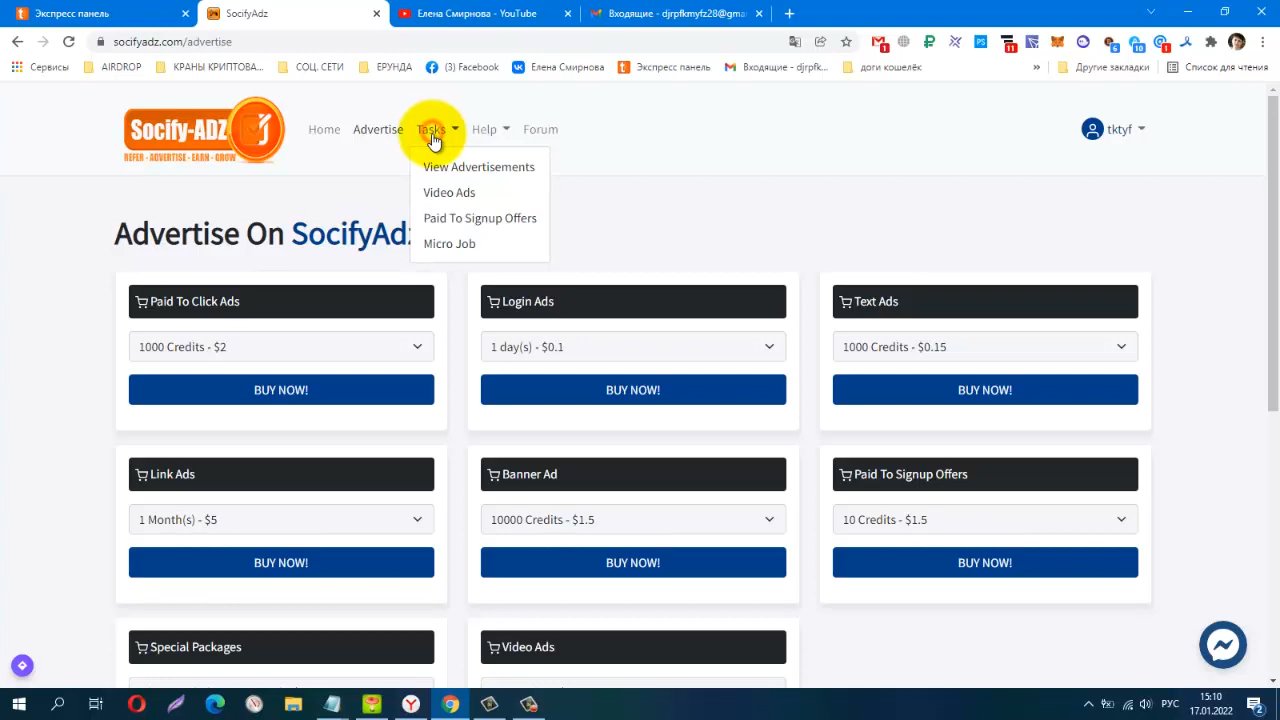 Экспресс панель
SocifyAdz
Елена Смирнова - YouTube
Входящие - djrpfkmyfz28@gma
socifyadz.com/advertise
1
11
6
10
1
Сервисы
AIRDROP
КРАНЫ КРИПТОВА...
СОЦ. СЕТИ
ЕРУНДА
(3) Facebook
Елена Смирнова
Экспресс панель
Входящие - djrpfk...
доги кошелёк
»
Другие закладки
Список для чтения
Socify-ADZ
REFER - ADVERTISE - EARN - GROW
Home
Advertise
Tasks
Help
Forum
tktyf
View Advertisements
Video Ads
Paid To Signup Offers
Micro Job
Advertise On SocifyAdz
Paid To Click Ads
1000 Credits - $2
BUY NOW!
Login Ads
1 day(s) - $0.1
BUY NOW!
Text Ads
1000 Credits - $0.15
BUY NOW!
Link Ads
1 Month(s) - $5
BUY NOW!
Banner Ad
10000 Credits - $1.5
BUY NOW!
Paid To Signup Offers
10 Credits - $1.5
BUY NOW!
Special Packages
Video Ads
РУС
15:10
17.01.2022
2